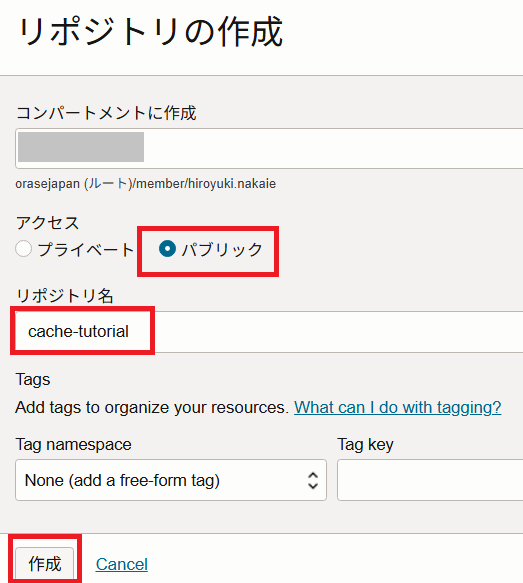 リポジトリの作成
コンパートメントに作成
orasejapan (ルート)/member/hiroyuki.nakaie
アクセス
プライベート パブリック
リポジトリ名
cache-tutorial
Tags
Add tags to organize your resources. What can I do with tagging?
Tag namespace Tag key
None (add a free-form tag)
作成 Cancel